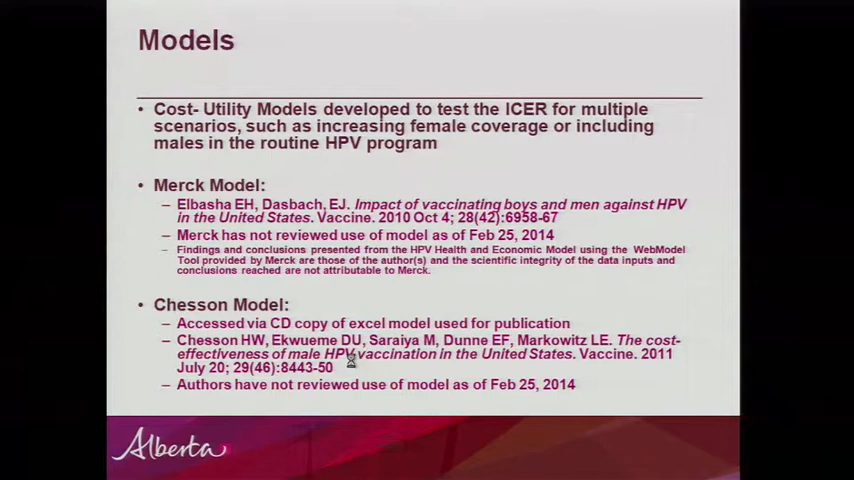 Models
• Cost- Utility Models developed to test the ICER for multiple
scenarios, such as increasing female coverage or including
males in the routine HPV program
• Merck Model:
– Elbasha EH, Dasbach, EJ. Impact of vaccinating boys and men against HPV
in the United States. Vaccine. 2010 Oct 4; 28(42):6958-67
– Merck has not reviewed use of model as of Feb 25, 2014
– Findings and conclusions presented from the HPV Health and Economic Model using the WebModel
Tool provided by Merck are those of the author(s) and the scientific integrity of the data inputs and
conclusions reached are not attributable to Merck.
• Chesson Model:
– Accessed via CD copy of excel model used for publication
– Chesson HW, Ekwueme DU, Saraiya M, Dunne EF, Markowitz LE. The cost-
effectiveness of male HPV vaccination in the United States. Vaccine. 2011
July 20; 29(46):8443-50
– Authors have not reviewed use of model as of Feb 25, 2014
Alberta